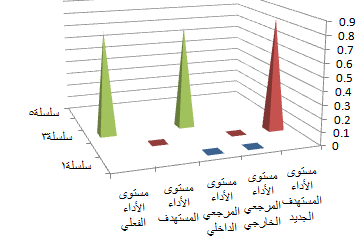 0.9
0.8
0.7
0.6
0.5
0.4
0.3
0.2
0.1
0
سلسلة٥
سلسلة٣
سلسلة١
مستوى الأداء الفعلي
مستوى الأداء المستهدف
مستوى الأداء المرجعي الداخلي
مستوى الأداء المرجعي الخارجي
مستوى الأداء المستهدف الجديد